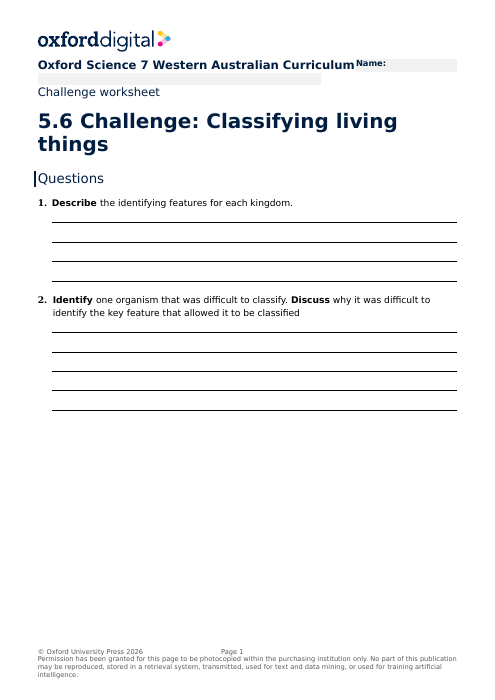 oxforddigital
Oxford Science 7 Western Australian Curriculum Name:
Challenge worksheet
5.6 Challenge: Classifying living
things
Questions
1. Describe the identifying features for each kingdom.
2. Identify one organism that was difficult to classify. Discuss why it was difficult to
identify the key feature that allowed it to be classified
© Oxford University Press 2026 Page 1
Permission has been granted for this page to be photocopied within the purchasing institution only. No part of this publication
may be reproduced, stored in a retrieval system, transmitted, used for text and data mining, or used for training artificial
intelligence.